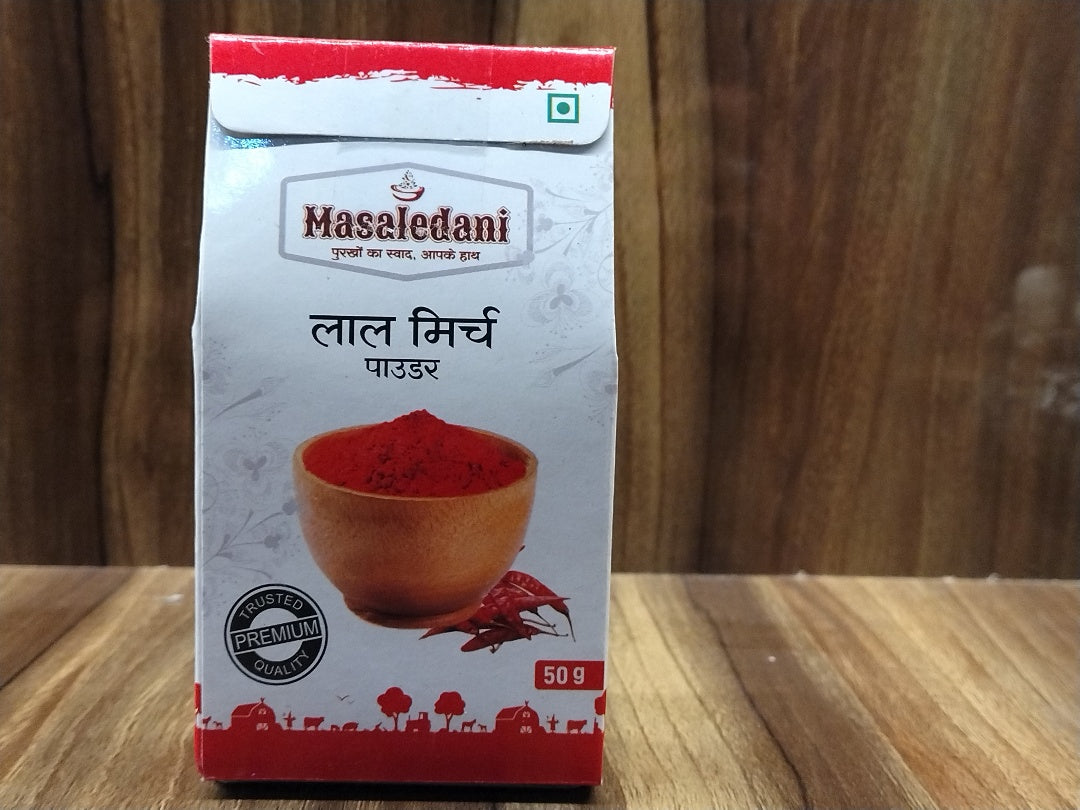 Masaledani
पुरखों का स्वाद, आपके हाथ
लाल मिर्च
पाउडर
TRUSTED
PREMIUM
QUALITY
50 g